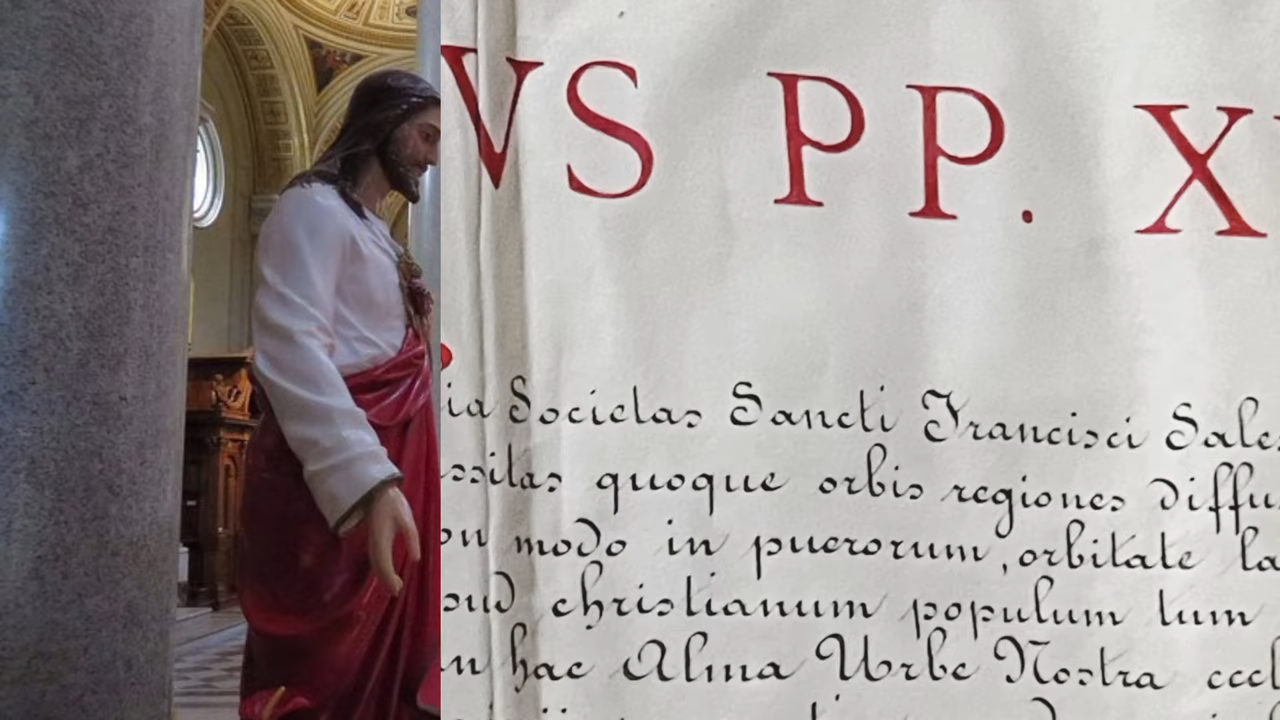 VS PP. X
ia Societas Sancti Francisci Sales
ssitas quoque orbis regiones diffu
on modo in puerorum, orbitate la
pud christianum populum tum
in hac Alma Urbe Nostra eccl